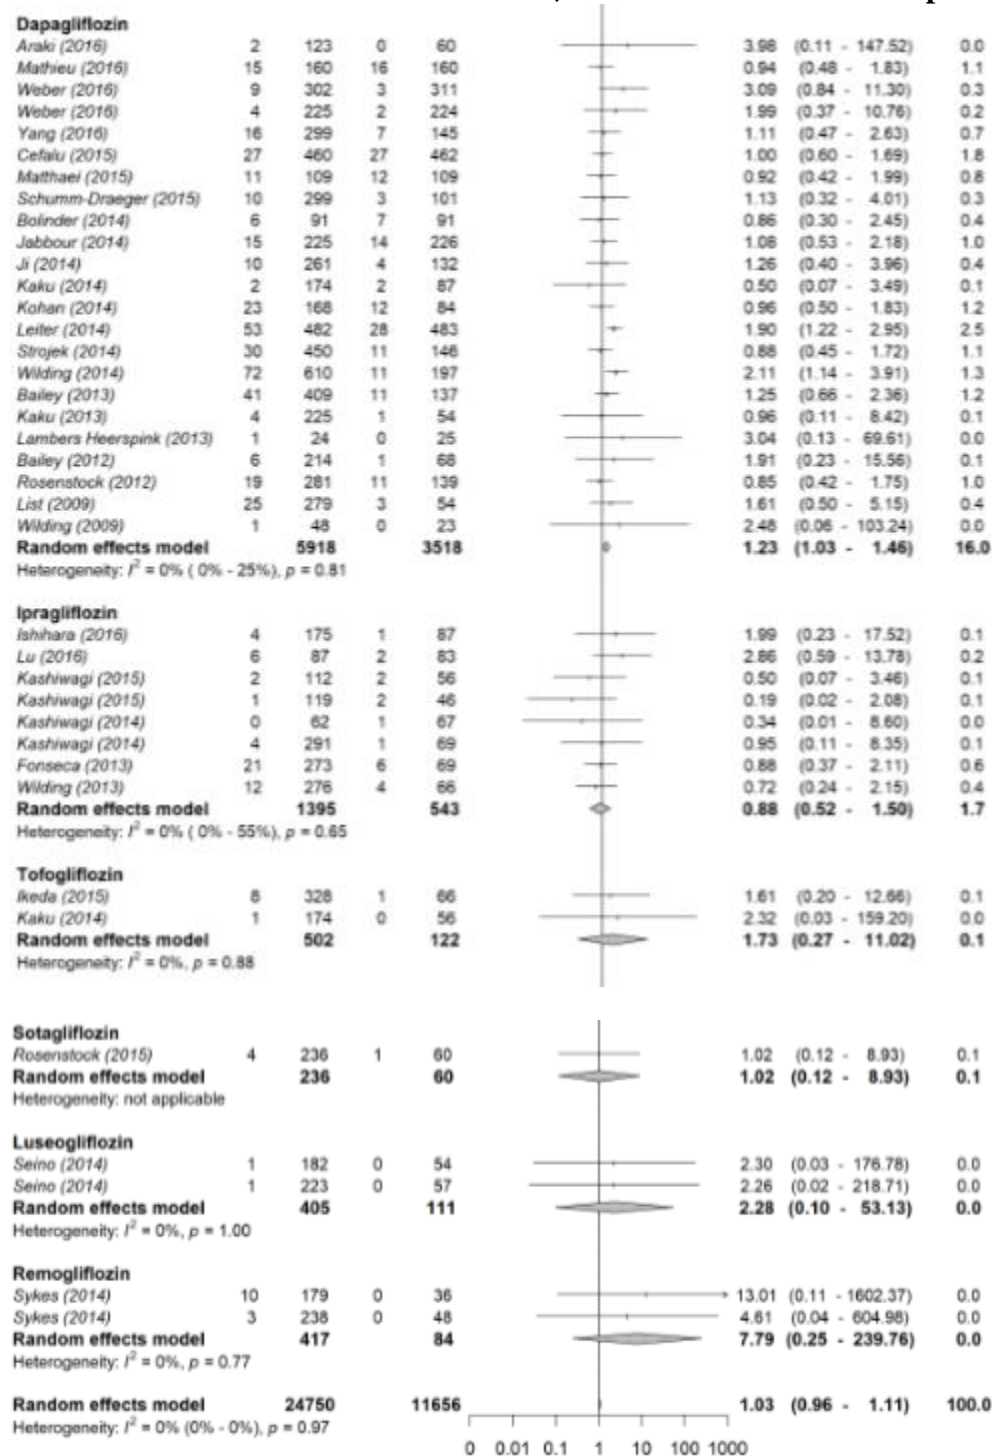 Dapagliflozin
Araki (2016) 2 123 0 60 3.98 (0.11 - 147.52) 0.0
Mathieu (2016) 15 160 16 160 0.94 (0.48 - 1.83) 1.1
Weber (2016) 9 302 3 311 3.09 (0.84 - 11.30) 0.3
Weber (2016) 4 225 2 224 1.99 (0.37 - 10.76) 0.2
Yang (2016) 16 299 7 145 1.11 (0.47 - 2.63) 0.7
Cefalu (2015) 27 460 27 462 1.00 (0.60 - 1.69) 1.8
Matthaei (2015) 11 109 12 109 0.92 (0.42 - 1.99) 0.8
Schumm-Draeger (2015) 10 299 3 101 1.13 (0.32 - 4.01) 0.3
Bolinder (2014) 6 91 7 91 0.86 (0.30 - 2.45) 0.4
Jabbour (2014) 15 225 14 226 1.08 (0.53 - 2.18) 1.0
Ji (2014) 10 261 4 132 1.26 (0.40 - 3.96) 0.4
Kaku (2014) 2 174 2 87 0.50 (0.07 - 3.49) 0.1
Kohan (2014) 23 168 12 84 0.96 (0.50 - 1.83) 1.2
Leiter (2014) 53 482 28 483 1.90 (1.22 - 2.95) 2.5
Strojek (2014) 30 450 11 146 0.88 (0.45 - 1.72) 1.1
Wilding (2014) 72 610 11 197 2.11 (1.14 - 3.91) 1.3
Bailey (2013) 41 409 11 137 1.25 (0.66 - 2.36) 1.2
Kaku (2013) 4 225 1 54 0.96 (0.11 - 8.42) 0.1
Lambers Heerspink (2013) 1 24 0 25 3.04 (0.13 - 69.61) 0.0
Bailey (2012) 6 214 1 68 1.91 (0.23 - 15.56) 0.1
Rosenstock (2012) 19 281 11 139 0.85 (0.42 - 1.75) 1.0
List (2009) 25 279 3 54 1.61 (0.50 - 5.15) 0.4
Wilding (2009) 1 48 0 23 2.48 (0.06 - 103.24) 0.0
Random effects model 5918 3518 1.23 (1.03 - 1.46) 16.0
Heterogeneity: I² = 0% ( 0% - 25%), p = 0.81
Ipragliflozin
Ishihara (2016) 4 175 1 87 1.99 (0.23 - 17.52) 0.1
Lu (2016) 6 87 2 83 2.86 (0.59 - 13.78) 0.2
Kashiwagi (2015) 2 112 2 56 0.50 (0.07 - 3.46) 0.1
Kashiwagi (2015) 1 119 2 46 0.19 (0.02 - 2.08) 0.1
Kashiwagi (2014) 0 62 1 67 0.34 (0.01 - 8.60) 0.0
Kashiwagi (2014) 4 291 1 69 0.95 (0.11 - 8.35) 0.1
Fonseca (2013) 21 273 6 69 0.88 (0.37 - 2.11) 0.6
Wilding (2013) 12 276 4 66 0.72 (0.24 - 2.15) 0.4
Random effects model 1395 543 0.88 (0.52 - 1.50) 1.7
Heterogeneity: I² = 0% ( 0% - 55%), p = 0.65
Tofogliflozin
Ikeda (2015) 8 328 1 66 1.61 (0.20 - 12.66) 0.1
Kaku (2014) 1 174 0 56 2.32 (0.03 - 159.20) 0.0
Random effects model 502 122 1.73 (0.27 - 11.02) 0.1
Heterogeneity: I² = 0%, p = 0.88
Sotagliflozin
Rosenstock (2015) 4 236 1 60 1.02 (0.12 - 8.93) 0.1
Random effects model 236 60 1.02 (0.12 - 8.93) 0.1
Heterogeneity: not applicable
Luseogliflozin
Seino (2014) 1 182 0 54 2.30 (0.03 - 176.78) 0.0
Seino (2014) 1 223 0 57 2.26 (0.02 - 218.71) 0.0
Random effects model 405 111 2.28 (0.10 - 53.13) 0.0
Heterogeneity: I² = 0%, p = 1.00
Remogliflozin
Sykes (2014) 10 179 0 36 13.01 (0.11 - 1602.37) 0.0
Sykes (2014) 3 238 0 48 4.61 (0.04 - 604.98) 0.0
Random effects model 417 84 7.79 (0.25 - 239.76) 0.0
Heterogeneity: I² = 0%, p = 0.77
Random effects model 24750 11656 1.03 (0.96 - 1.11) 100.0
Heterogeneity: I² = 0% (0% - 0%), p = 0.97
0 0.01 0.1 1 10 100 1000